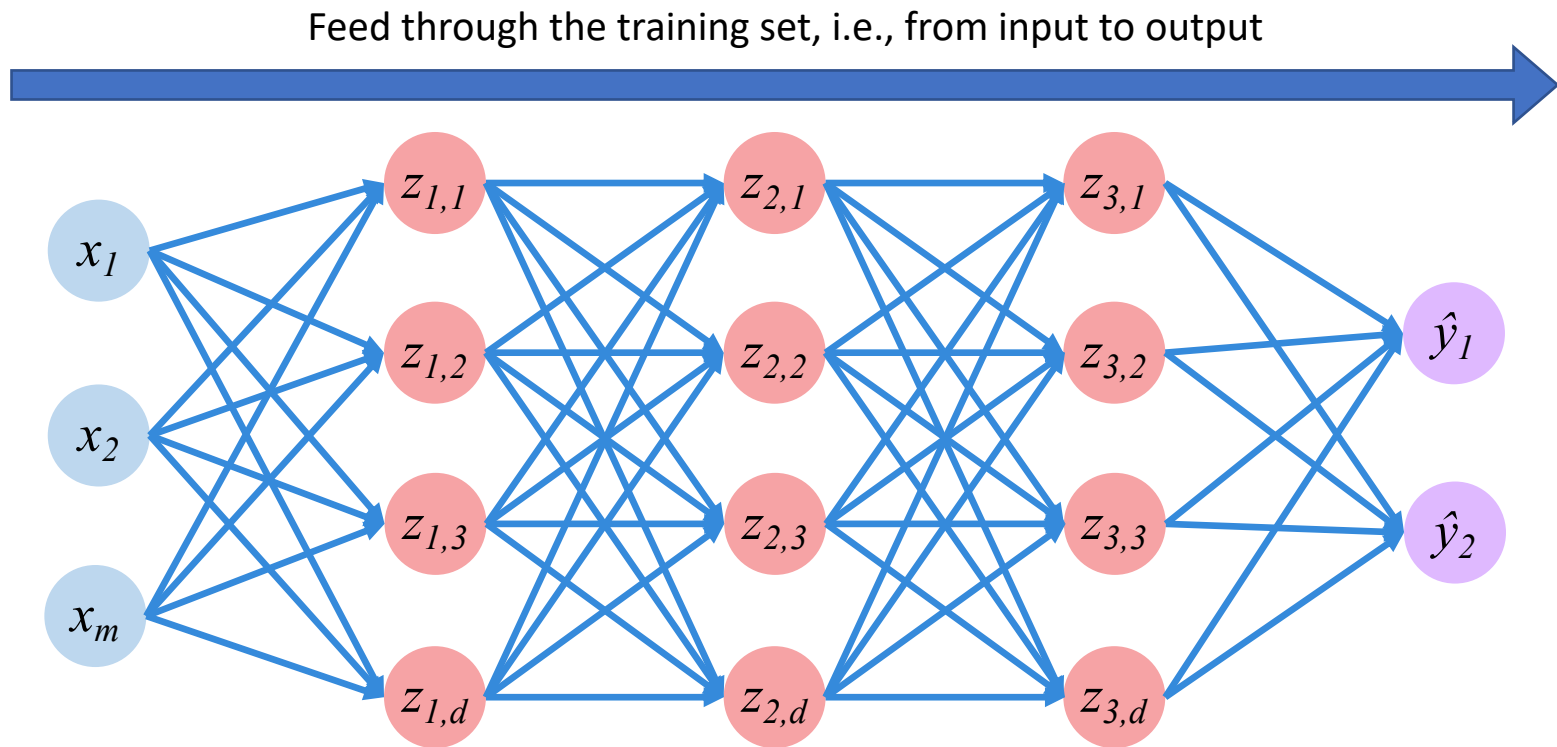 Feed through the training set, i.e., from input to output
x₁
x₂
xₘ
z₁,₁
z₁,₂
z₁,₃
z₁,d
z₂,₁
z₂,₂
z₂,₃
z₂,d
z₃,₁
z₃,₂
z₃,₃
z₃,d
ŷ₁
ŷ₂